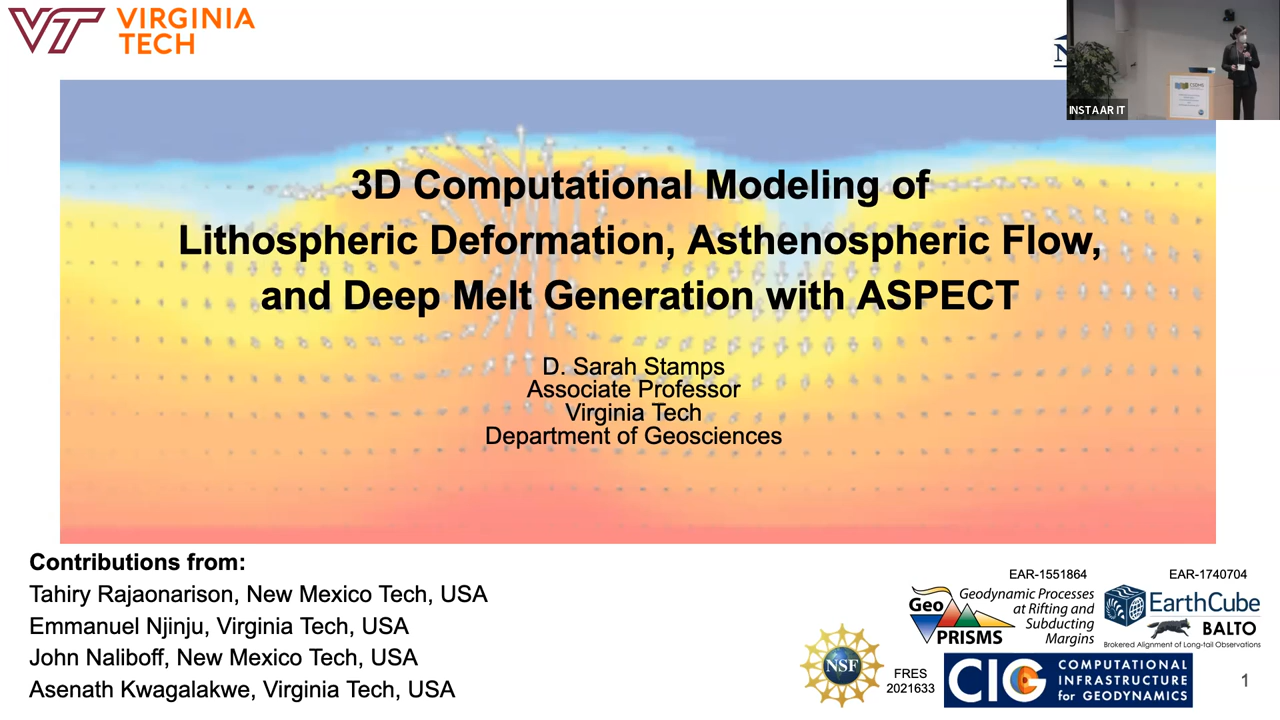 VIRGINIA
TECH
INSTAAR IT
3D Computational Modeling of
Lithospheric Deformation, Asthenospheric Flow,
and Deep Melt Generation with ASPECT
D. Sarah Stamps
Associate Professor
Virginia Tech
Department of Geosciences
Contributions from:
Tahiry Rajaonarison, New Mexico Tech, USA
Emmanuel Njinju, Virginia Tech, USA
John Naliboff, New Mexico Tech, USA
Asenath Kwagalakwe, Virginia Tech, USA
EAR-1551864
Geo
PRISMS
Geodynamic Processes
at Rifting and
Subducting
Margins
EAR-1740704
EarthCube
BALTO
Brokered Alignment of Long-tail Observations
NSF
FRES
2021633
CIG
COMPUTATIONAL
INFRASTRUCTURE
for GEODYNAMICS
1